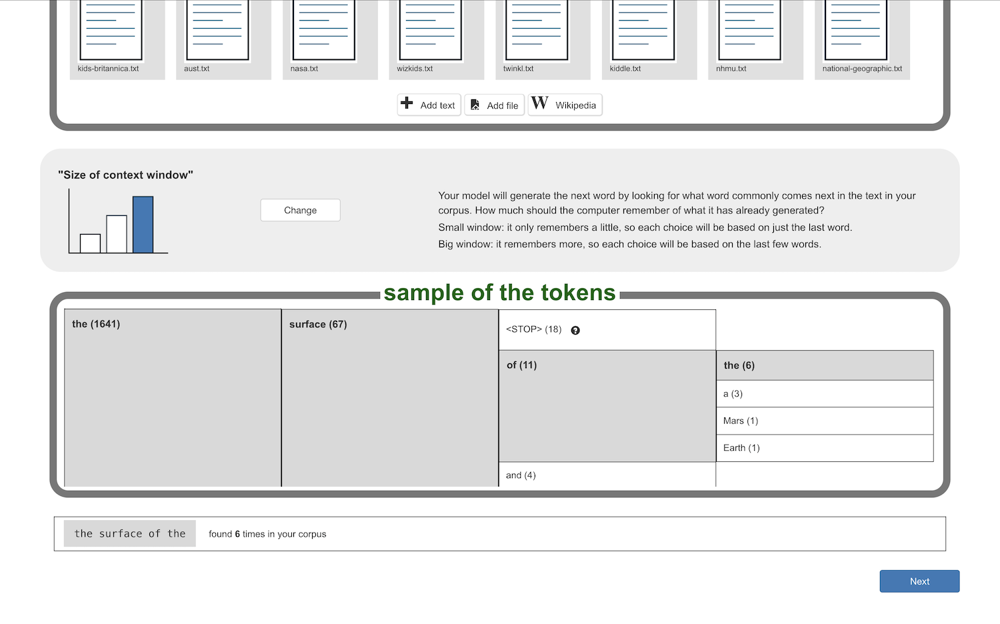 kids-britannica.txt aust.txt nasa.txt wizkids.txt twinkl.txt kiddle.txt nhmu.txt national-geographic.txt
Add text Add file W Wikipedia
"Size of context window"
Change
Your model will generate the next word by looking for what word commonly comes next in the text in your
corpus. How much should the computer remember of what it has already generated?
Small window: it only remembers a little, so each choice will be based on just the last word.
Big window: it remembers more, so each choice will be based on the last few words.
sample of the tokens
the (1641)
surface (67)
<STOP> (18) ?
of (11)
the (6)
a (3)
Mars (1)
Earth (1)
and (4)
the surface of the found 6 times in your corpus
Next